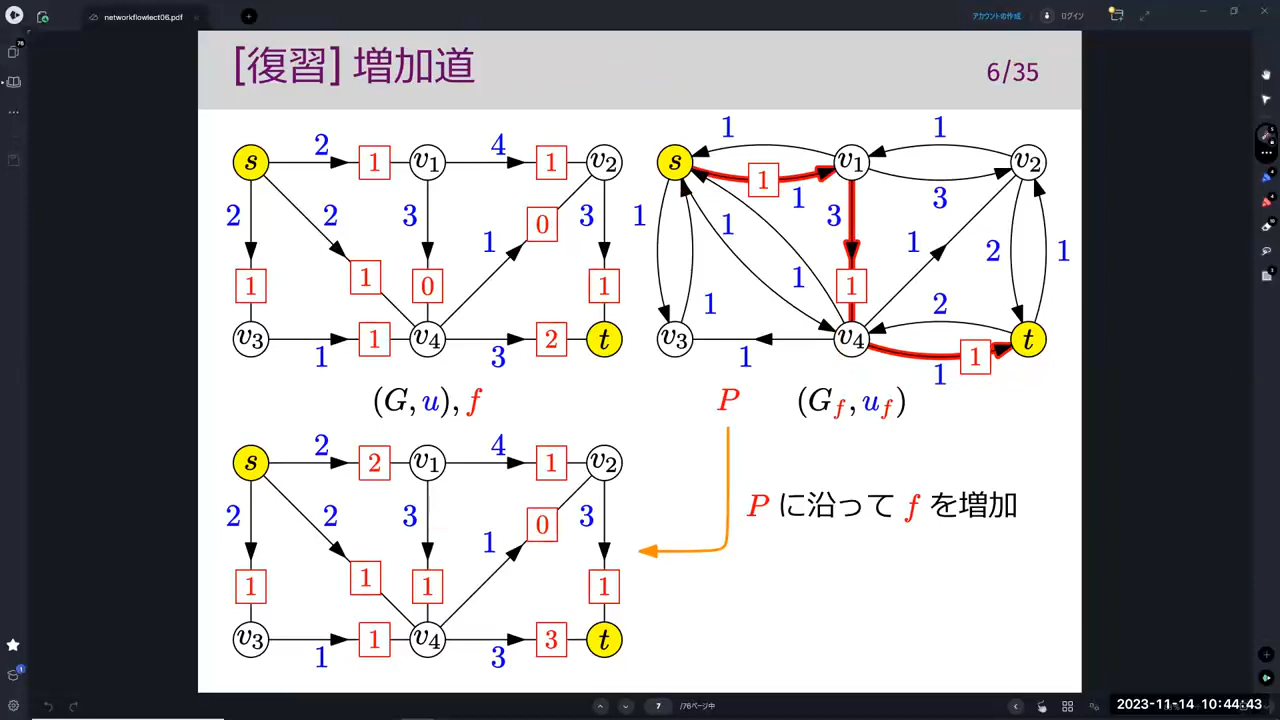 networkflowlect06.pdf
アカウントの作成
ログイン
[復習] 増加道
6/35
s 2 1 v1 4 1 v2
2 2 3 1 0 3
1 1 0 1
v3 1 1 v4 3 2 t
(G, u), f
1 1
s 1 1 v1 3 v2
1 1 3 1 2 1
1 1 1 2
v3 1 v4 1 1 t
P
(Gf, uf)
P に沿って f を増加
s 2 2 v1 4 1 v2
2 2 3 1 0 3
1 1 1 1
v3 1 1 v4 3 3 t
7
/76ページ中
2023-11-14 10:44:43